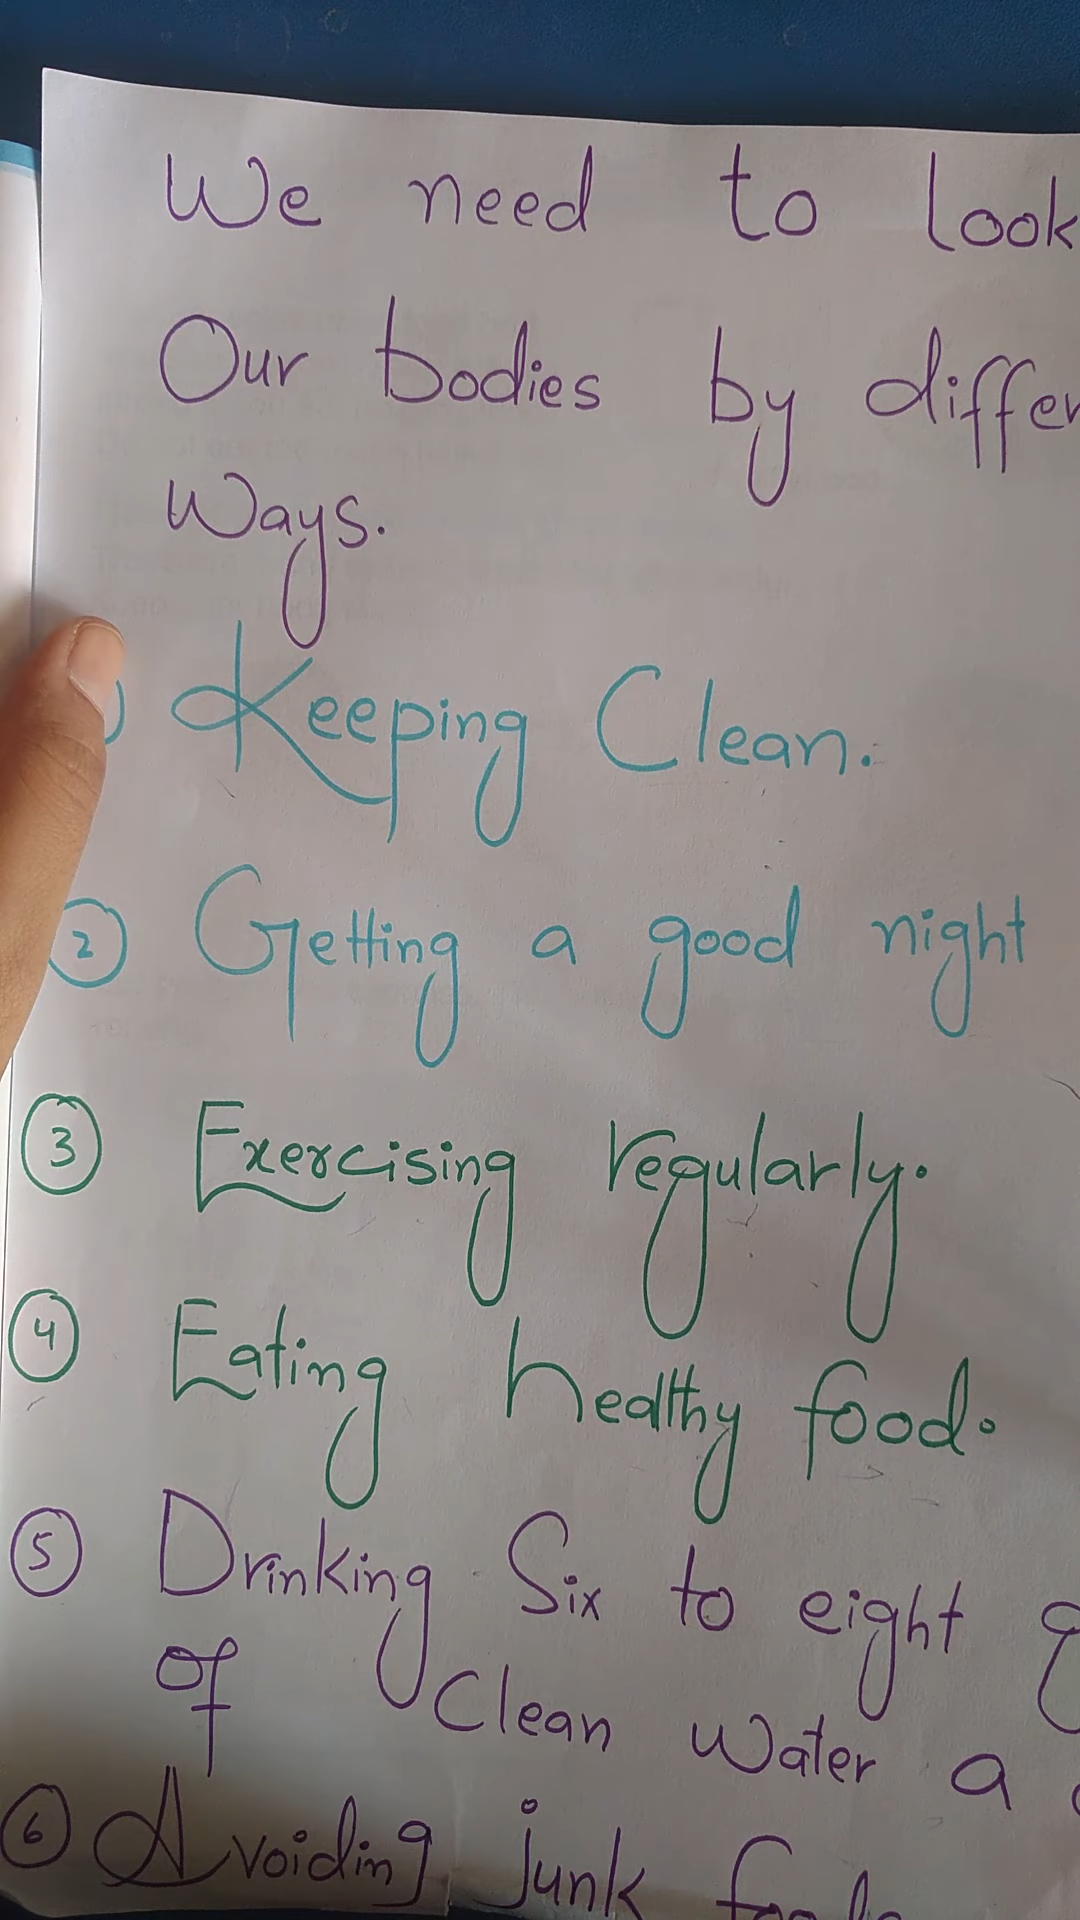 We need to look
Our bodies by differ
Ways.
Keeping Clean.
2 Getting a good night
3 Exercising regularly.
4 Eating healthy food.
5 Drinking Six to eight g
of Clean Water a
6 Avoiding junk